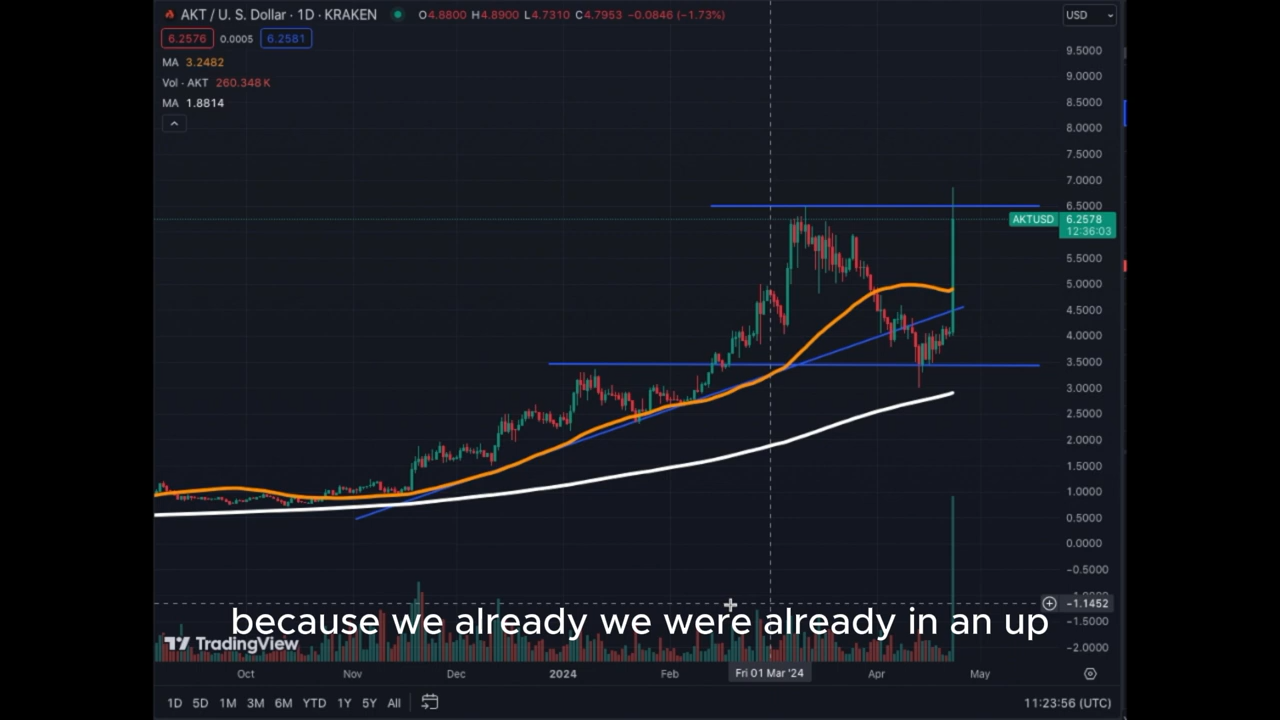 AKT / U. S. Dollar · 1D · KRAKEN O4.8800 H4.8900 L4.7310 C4.7953 −0.0846 (−1.73%) USD
6.2576 0.0005 6.2581
MA 3.2482
Vol · AKT 260.348 K
MA 1.8814
9.5000
9.0000
8.5000
8.0000
7.5000
7.0000
6.5000
AKTUSD 6.2578
12:36:03
5.5000
5.0000
4.5000
4.0000
3.5000
3.0000
2.5000
2.0000
1.5000
1.0000
0.5000
0.0000
−0.5000
−1.1452
because we already we were already in an up
−1.5000
TradingView
−2.0000
Oct Nov Dec 2024 Feb Fri 01 Mar '24 Apr May
1D 5D 1M 3M 6M YTD 1Y 5Y All 11:23:56 (UTC)